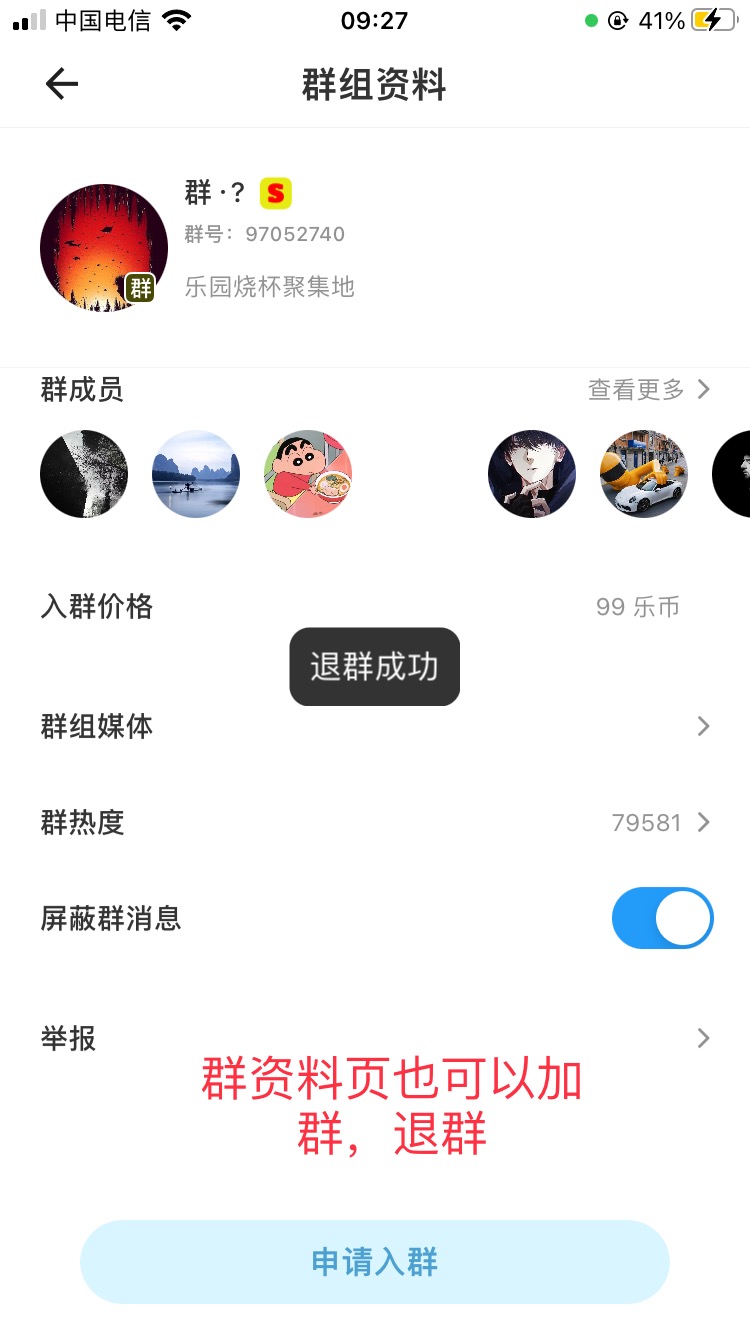 中国电信 09:27 41%
群组资料
群 · ? S
群号：97052740
群
乐园烧杯聚集地
群成员 查看更多
入群价格 99 乐币
退群成功
群组媒体
群热度 79581
屏蔽群消息
举报
群资料页也可以加
群，退群
申请入群